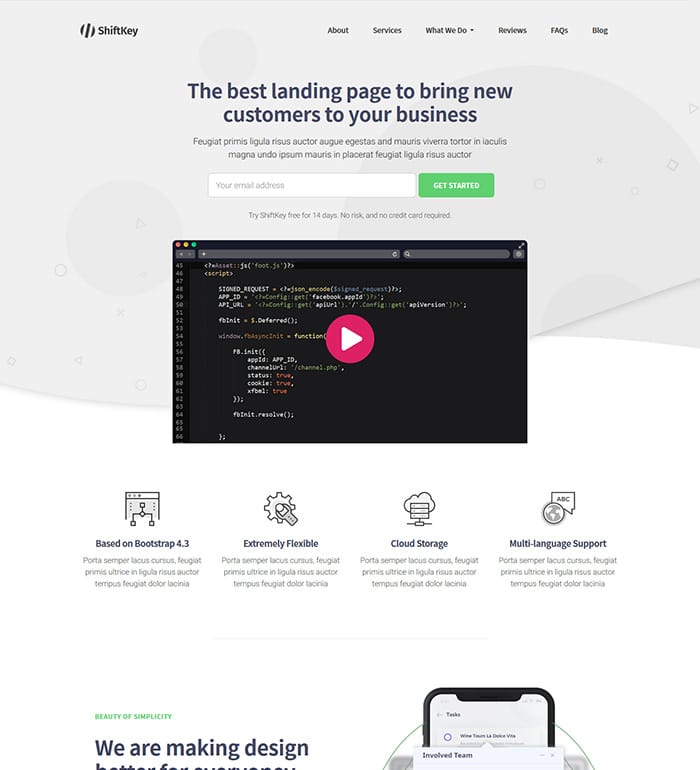 ShiftKey
About Services What We Do Reviews FAQs Blog
The best landing page to bring new
customers to your business
Feugiat primis ligula risus auctor augue egestas and mauris viverra tortor in iaculis
magna undo ipsum mauris in placerat feugiat ligula risus auctor
Your email address GET STARTED
Try ShiftKey free for 14 days. No risk, and no credit card required.
45 <?=Asset::js('foot.js')?>
46 <script>
47
48 SIGNED_REQUEST = <?=json_encode($signed_request)?>;
49 APP_ID = '<?=Config::get('facebook.appId')?>';
50 API_URL = '<?=Config::get('apiUrl').'/'.Config::get('apiVersion')?>';
51
52 fbInit = $.Deferred();
53
54 window.fbAsyncInit = function(
55
56 FB.init({
57 appId: APP_ID,
58 channelUrl: '/channel.php',
59 status: true,
60 cookie: true,
61 xfbml: true
62 });
63
64 fbInit.resolve();
65
65
66 };
ABC
Based on Bootstrap 4.3 Extremely Flexible Cloud Storage Multi-language Support
Porta semper lacus cursus, feugiat Porta semper lacus cursus, feugiat Porta semper lacus cursus, feugiat Porta semper lacus cursus, feugiat
primis ultrice in ligula risus auctor primis ultrice in ligula risus auctor primis ultrice in ligula risus auctor primis ultrice in ligula risus auctor
tempus feugiat dolor lacinia tempus feugiat dolor lacinia tempus feugiat dolor lacinia tempus feugiat dolor lacinia
BEAUTY OF SIMPLICITY
We are making design
better for everyoney
Tasks
Wine Tours La Dolce Vita
Involved Team